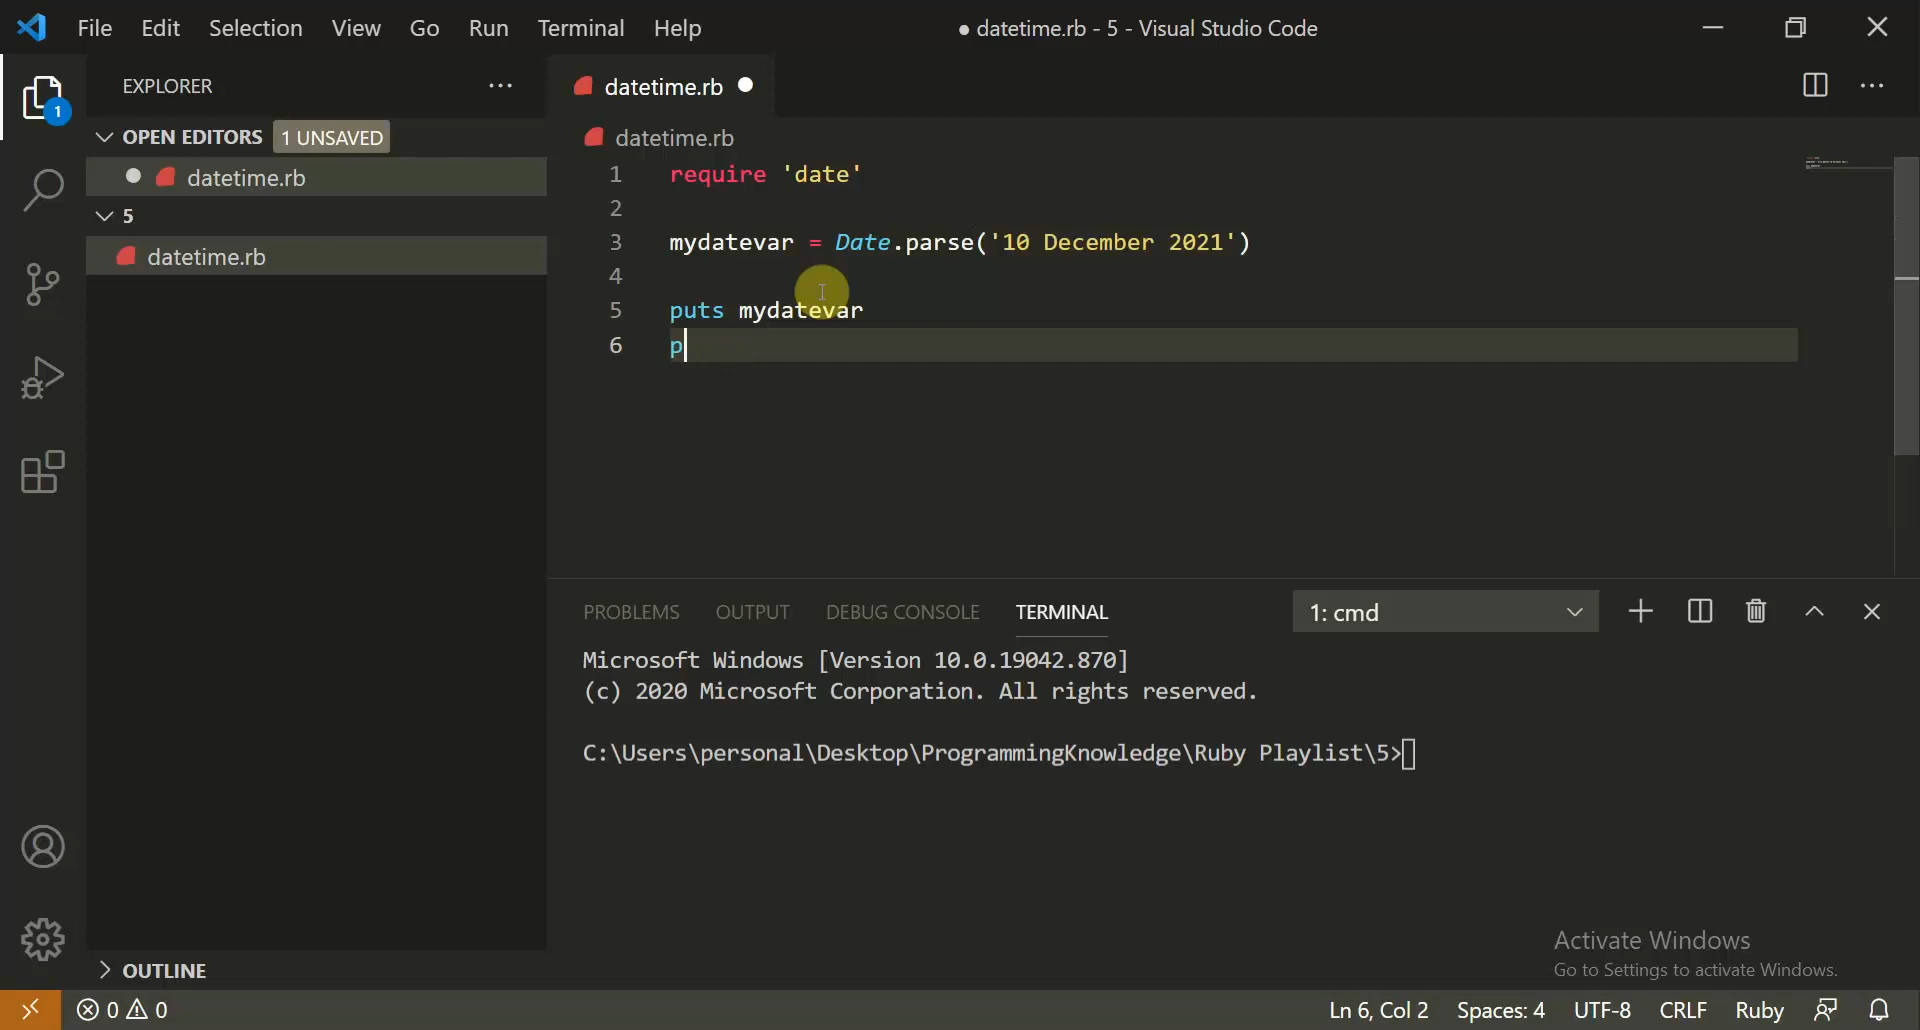 File Edit Selection View Go Run Terminal Help ● datetime.rb - 5 - Visual Studio Code
EXPLORER ··· datetime.rb
1
OPEN EDITORS 1 UNSAVED
datetime.rb
5
datetime.rb
datetime.rb
1 require 'date'
2
3 mydatevar = Date.parse('10 December 2021')
4
5 puts mydatevar
6 p
PROBLEMS OUTPUT DEBUG CONSOLE TERMINAL 1: cmd
Microsoft Windows [Version 10.0.19042.870]
(c) 2020 Microsoft Corporation. All rights reserved.
C:\Users\personal\Desktop\ProgrammingKnowledge\Ruby Playlist\5>
Activate Windows
Go to Settings to activate Windows.
OUTLINE
0 0 Ln 6, Col 2 Spaces: 4 UTF-8 CRLF Ruby